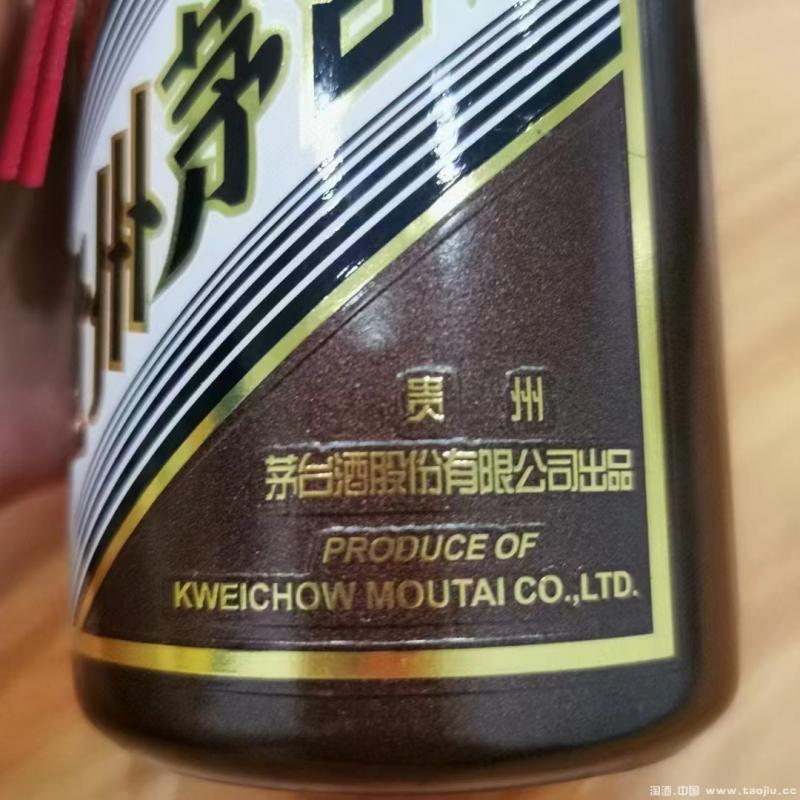 州茅台
贵 州
茅台酒股份有限公司出品
PRODUCE OF
KWEICHOW MOUTAI CO.,LTD.
淘酒.中国 www.taojiu.cc